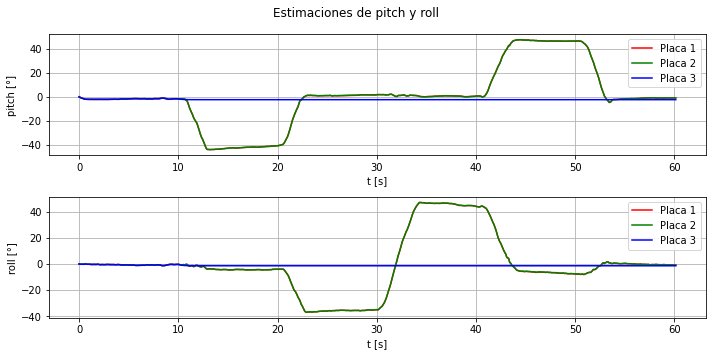 Estimaciones de pitch y roll
40
20
0
−20
−40
pitch [°]
Placa 1
Placa 2
Placa 3
0 10 20 30 40 50 60
t [s]
40
20
0
−20
−40
roll [°]
Placa 1
Placa 2
Placa 3
0 10 20 30 40 50 60
t [s]